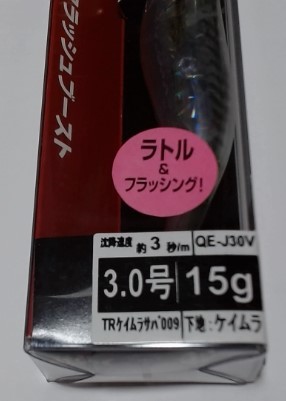 ラッシュブースト
ラトル
&
フラッシング!
沈降速度 約3秒/m
QE-J30V
3.0号
15g
TRケイムラサバ009
下地:ケイムラ